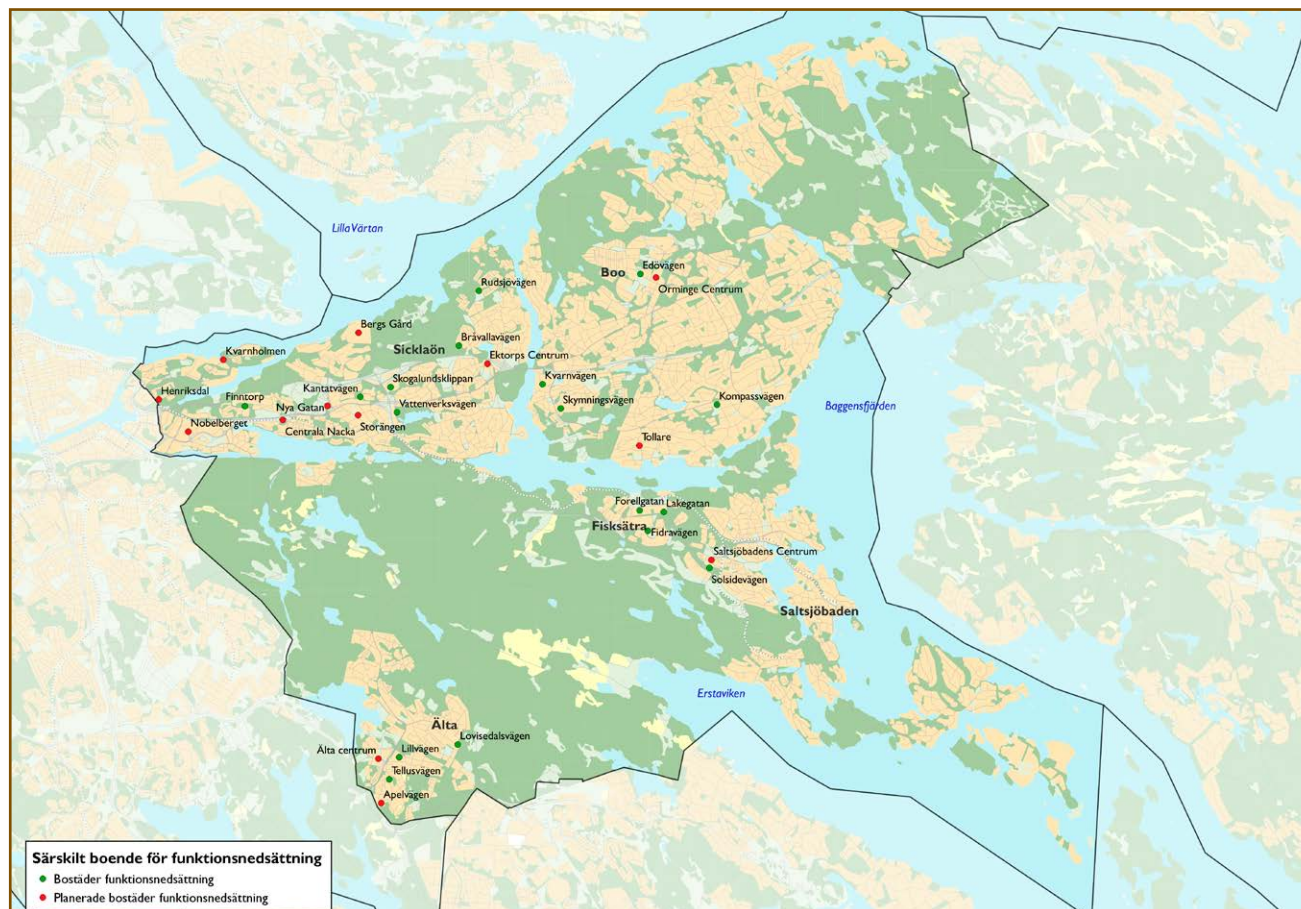 Lilla Värtan
Boo
Edovägen
Orminge Centrum
Rudsjovägen
Bergs Gård
Sicklaön
Bråvallavägen
Ektorps Centrum
Kvarnholmen
Kvarnvägen
Skogalundsklippan
Henriksdal
Finntorp
Kantatvägen
Skymningsvägen
Kompassvägen
Baggensfjärden
Nya Gatan
Vattenverksvägen
Nobelberget
Centrala Nacka
Storängen
Tollare
Forellgatan
Lakegatan
Fisksätra
Fidravägen
Saltsjöbadens Centrum
Solsidevägen
Saltsjöbaden
Erstaviken
Älta
Lovisedalsvägen
Älta centrum
Lillvägen
Tellusvägen
Apelvägen
Särskilt boende för funktionsnedsättning
Bostäder funktionsnedsättning
Planerade bostäder funktionsnedsättning